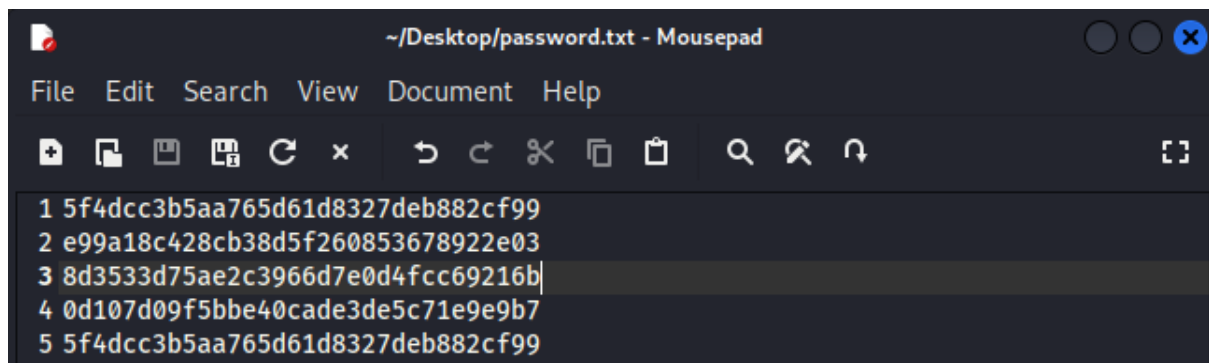 ~/Desktop/password.txt - Mousepad
File Edit Search View Document Help
1 5f4dcc3b5aa765d61d8327deb882cf99
2 e99a18c428cb38d5f260853678922e03
3 8d3533d75ae2c3966d7e0d4fcc69216b
4 0d107d09f5bbe40cade3de5c71e9e9b7
5 5f4dcc3b5aa765d61d8327deb882cf99